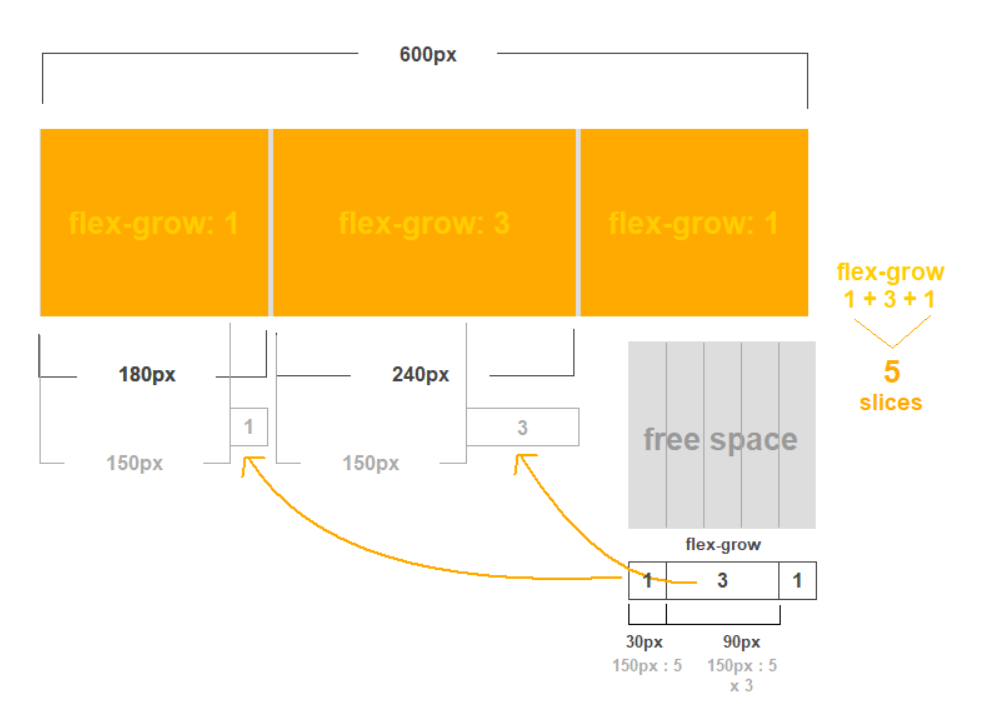 600px
flex-grow: 1
flex-grow: 3
flex-grow: 1
flex-grow
1 + 3 + 1
5
slices
180px
240px
1
3
150px
150px
free space
flex-grow
1
3
1
30px
90px
150px : 5
150px : 5
x 3